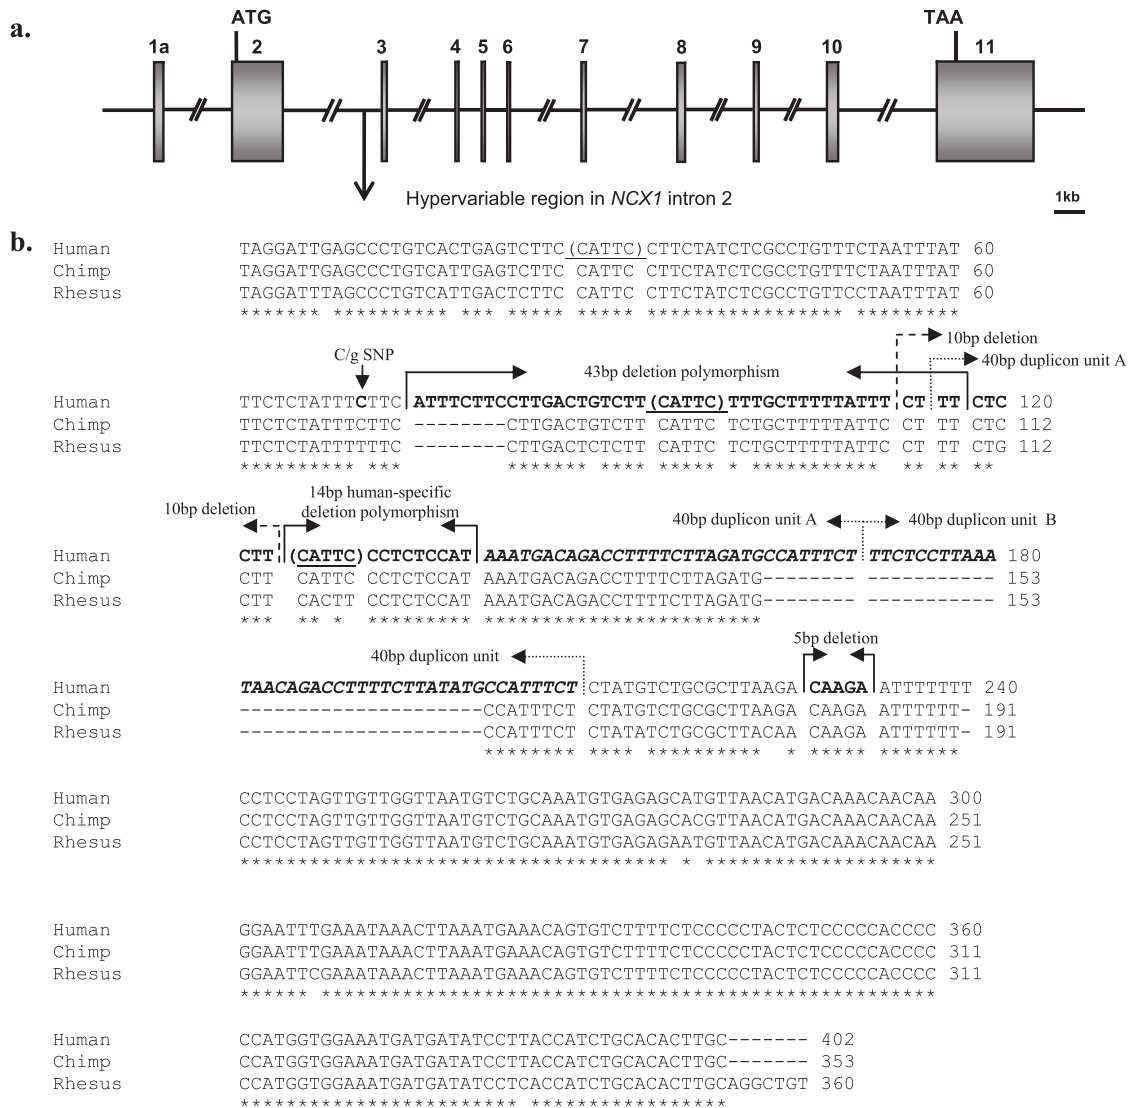 a.
ATG TAA
1a 2 3 4 5 6 7 8 9 10 11
Hypervariable region in NCX1 intron 2
1kb
b.
Human TAGGATTGAGCCCTGTCACTGAGTCTTC(CATTC)CTTCTATCTCGCCTGTTTCTAATTTAT 60
Chimp TAGGATTGAGCCCTGTCATTGAGTCTTC CATTC CTTCTATCTCGCCTGTTTCTAATTTAT 60
Rhesus TAGGATTTAGCCCTGTCATTGACTCTTC CATTC CTTCTATCTCGCCTGTTCCTAATTTAT 60
******* ********** *** ***** ***** ***************** *********
10bp deletion
C/g SNP 43bp deletion polymorphism 40bp duplicon unit A
Human TTCTCTATTTCTTC ATTTCTTCCTTGACTGTCTT(CATTC)TTTGCTTTTTATTT CT TT CTC 120
Chimp TTCTCTATTTCTTC --------CTTGACTGTCTT CATTC TCTGCTTTTTATTC CT TT CTC 112
Rhesus TTCTCTATTTTTTC --------CTTGACTCTCTT CATTC TCTGCTTTTTATTC CC TT CTG 112
********** *** ************ ***** * *********** ** ** **
10bp deletion 14bp human-specific
deletion polymorphism 40bp duplicon unit A 40bp duplicon unit B
Human CTT (CATTC)CCTCTCCAT AAATGACAGACCTTTTCTTAGATGCCATTTCT TTCTCCTTAAA 180
Chimp CTT CATTC CCTCTCCAT AAATGACAGACCTTTTCTTAGATG-------- ----------- 153
Rhesus CTT CACTT CCTCTCCAT AAATGACAGACCTTTTCTTAGATG-------- ----------- 153
*** ** * ********* ************************
5bp deletion
40bp duplicon unit
Human TAACAGACCTTTTCTTATATGCCATTTCT CTATGTCTGCGCTTAAGA CAAGA ATTTTTTTT 240
Chimp ---------------------CCATTTCT CTATGTCTGCGCTTAAGA CAAGA ATTTTTT- 191
Rhesus ---------------------CCATTTCT CTATATCTGCGCTTACAA CAAGA ATTTTTT- 191
******** **** ********** * ***** *******
Human CCTCCTAGTTGTTGGTTAATGTCTGCAAATGTGAGAGCATGTTAACATGACAAACAACAA 300
Chimp CCTCCTAGTTGTTGGTTAATGTCTGCAAATGTGAGAGCACGTTAACATGACAAACAACAA 251
Rhesus CCTCCTAGTTGTTGGTTAATGTCTGCAAATGTGAGAGAATGTTAACATGACAAACAACAA 251
************************************* * ********************
Human GGAATTTGAAATAAACTTAAATGAAACAGTGTCTTTTCTCCCCCTACTCTCCCCCACCCC 360
Chimp GGAATTTGAAATAAACTTAAATGAAACAGTGTCTTTTCTCCCCCTACTCTCCCCCACCCC 311
Rhesus GGAATTCGAAATAAACTTAAATGAAACAGTGTCTTTTCTCCCCCTACTCTCCCCCACCCC 311
****** *****************************************************
Human CCATGGTGGAAATGATGATATCCTTACCATCTGCACACTTGC------- 402
Chimp CCATGGTGGAAATGATGATATCCTTACCATCTGCACACTTGC------- 353
Rhesus CCATGGTGGAAATGATGATATCCTCACCATCTGCACACTTGCAGGCTGT 360
************************ *****************